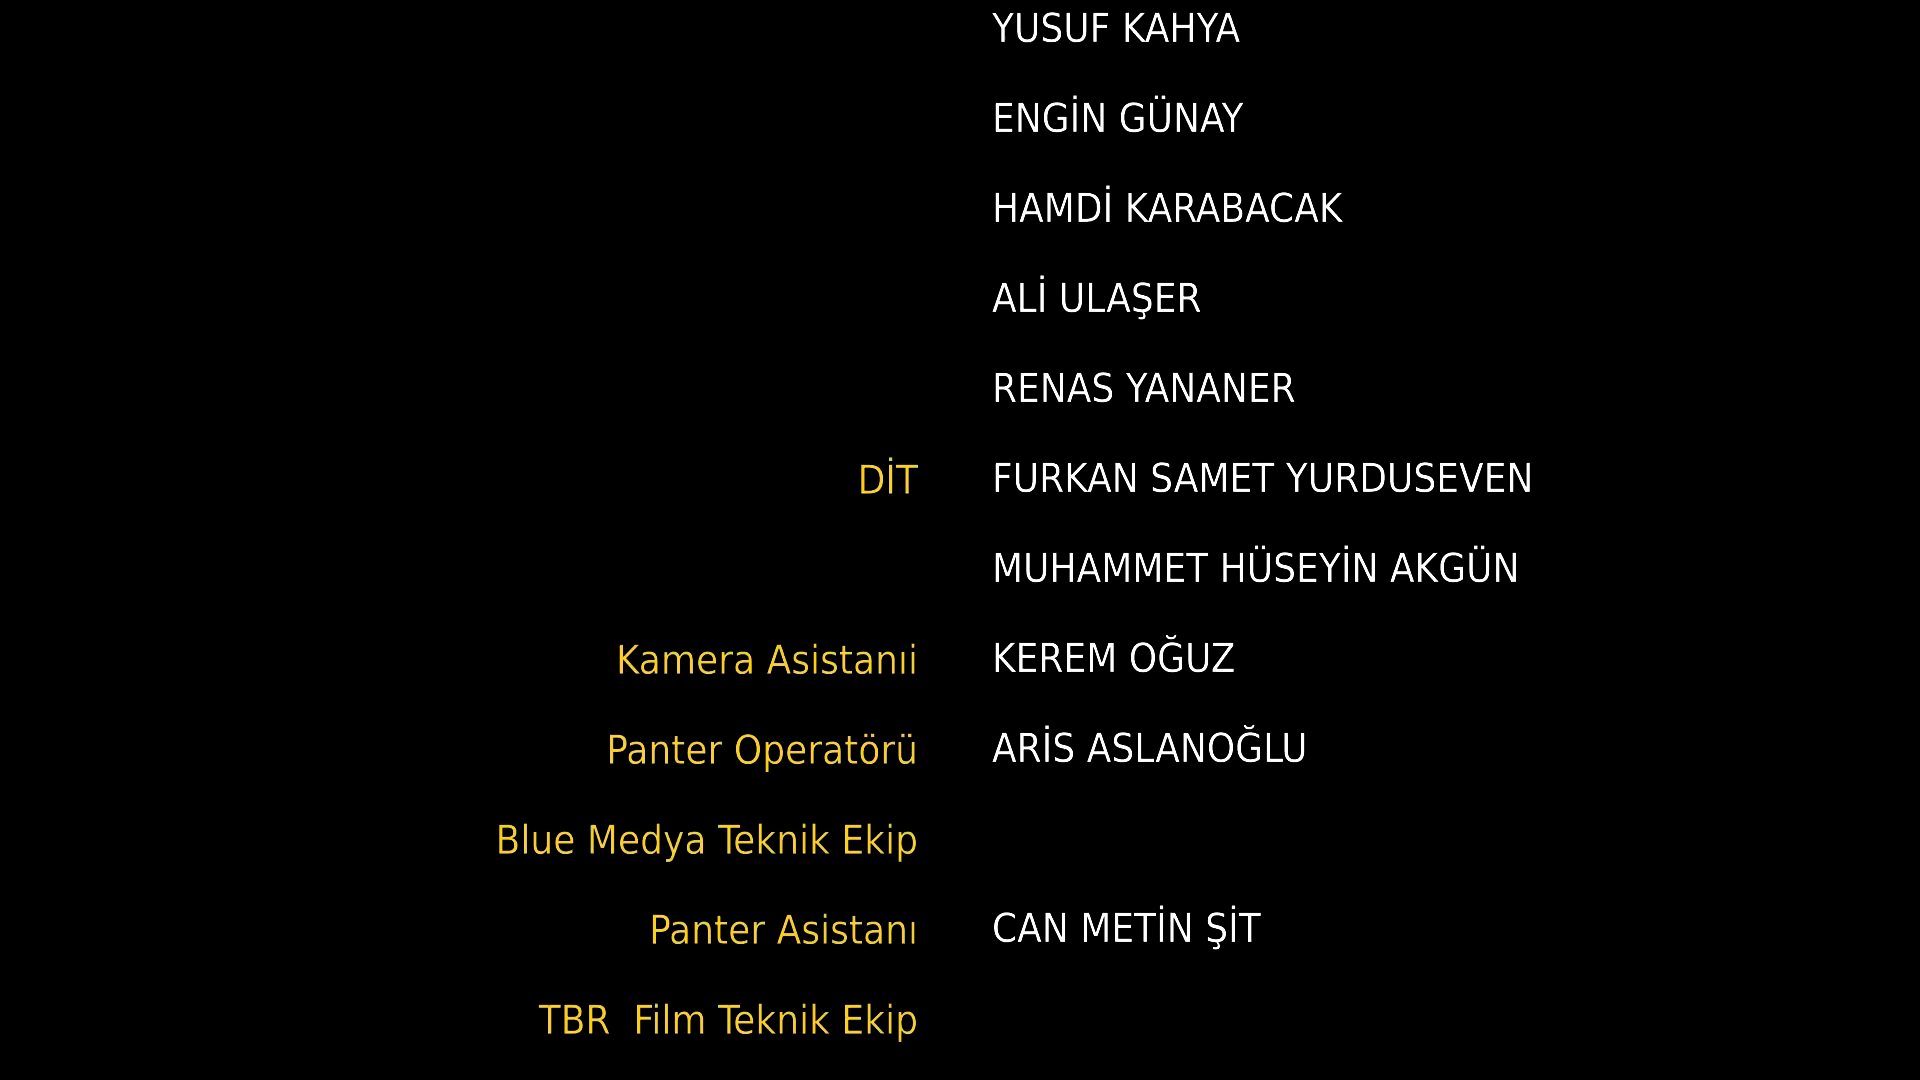 YUSUF KAHYA
ENGİN GÜNAY
HAMDİ KARABACAK
ALİ ULAŞER
RENAS YANANER
DİT FURKAN SAMET YURDUSEVEN
MUHAMMET HÜSEYİN AKGÜN
Kamera Asistanıi KEREM OĞUZ
Panter Operatörü ARİS ASLANOĞLU
Blue Medya Teknik Ekip
Panter Asistanı CAN METİN ŞİT
TBR  Film Teknik Ekip